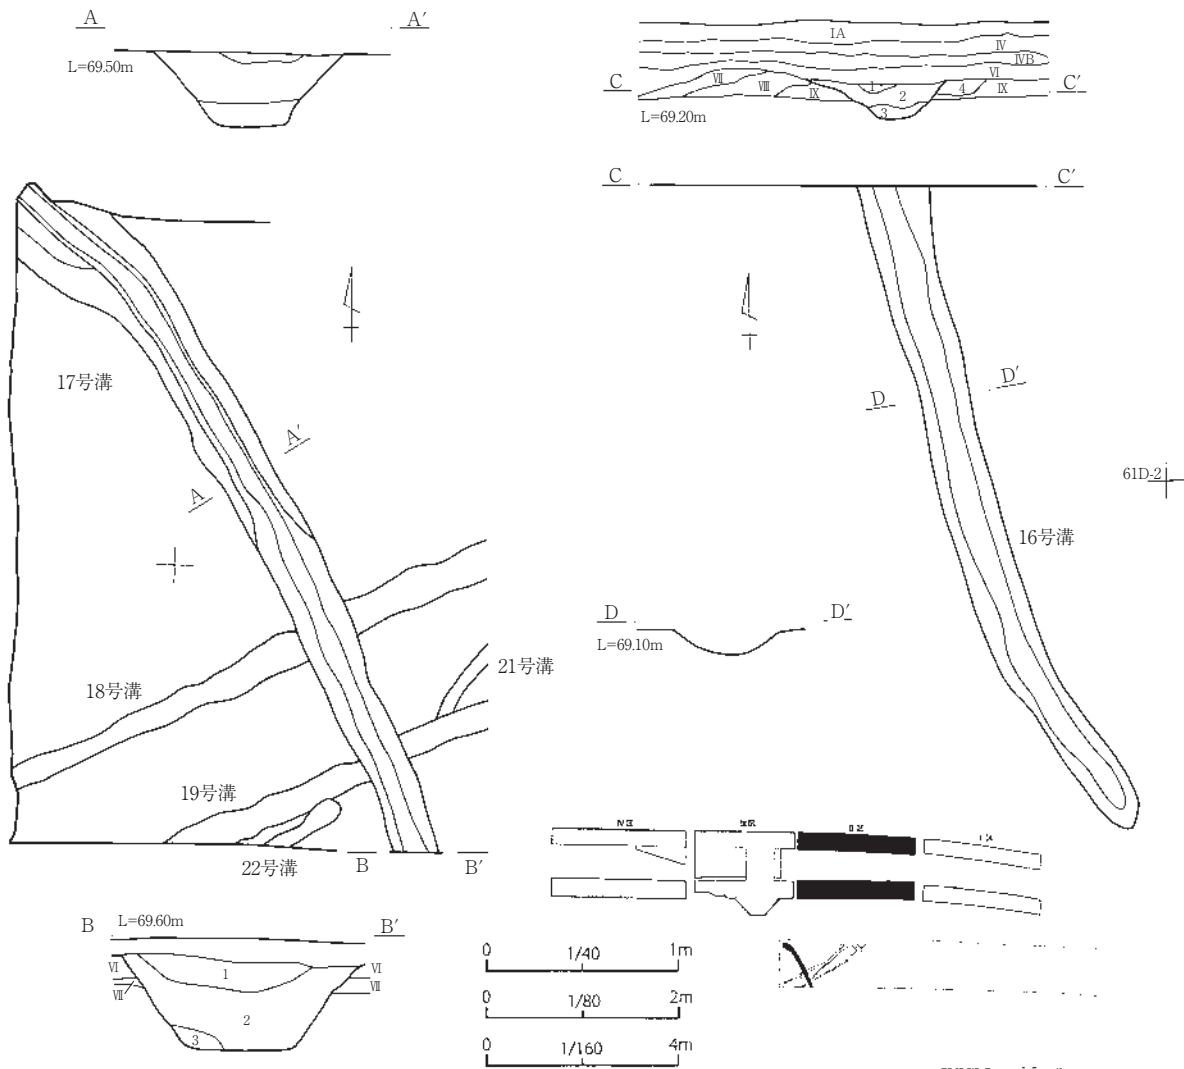 A A′
L=69.50m
ⅠA
Ⅳ
ⅣB
Ⅵ
Ⅶ
Ⅷ
Ⅸ
1
2
3
4
Ⅸ
C C′
L=69.20m
C C′
17号溝
A A′
D D′
61D-2
16号溝
D D′
L=69.10m
18号溝
21号溝
19号溝
22号溝
B B′
B B′
L=69.60m
Ⅵ
Ⅶ
1
2
3
Ⅵ
Ⅶ
0 1/40 1m
0 1/80 2m
0 1/160 4m